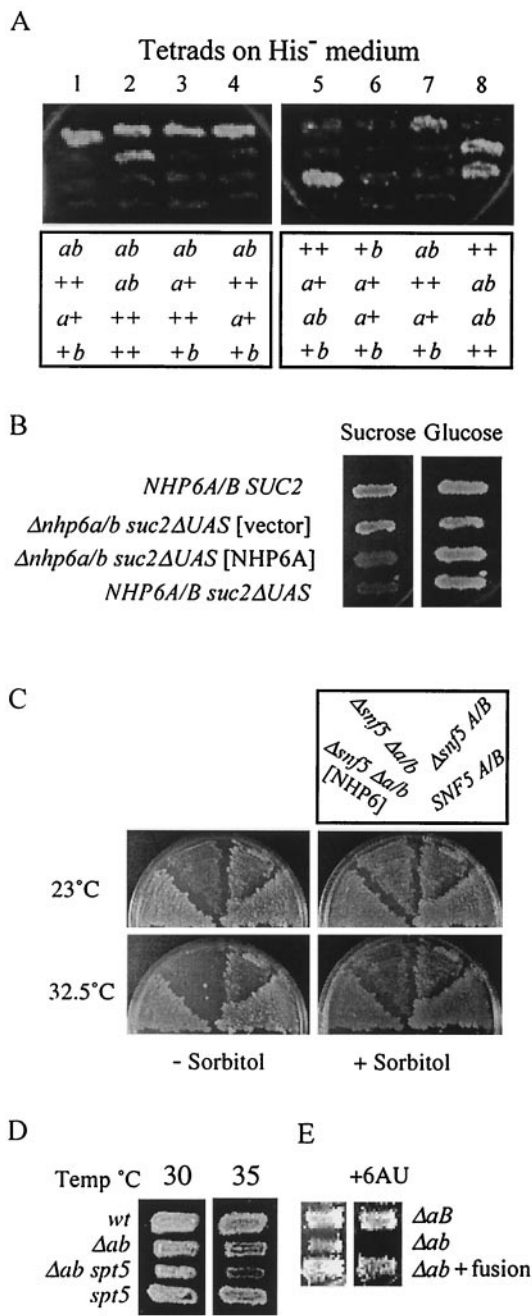 A
Tetrads on His⁻ medium
1 2 3 4 5 6 7 8
ab ab ab ab ++ +b ab ++
++ ab a+ ++ a+ a+ ++ ab
a+ ++ ++ a+ ab a+ a+ ab
+b ++ +b +b +b +b +b ++
B
Sucrose Glucose
NHP6A/B SUC2
Δnhp6a/b suc2ΔUAS [vector]
Δnhp6a/b suc2ΔUAS [NHP6A]
NHP6A/B suc2ΔUAS
C
Δsnf5 Δa/b
Δsnf5 A/B
Δsnf5 Δa/b
[NHP6]
SNF5 A/B
23°C
32.5°C
- Sorbitol + Sorbitol
D
Temp °C 30 35
wt
Δab
Δab spt5
spt5
E
+6AU
ΔaB
Δab
Δab + fusion